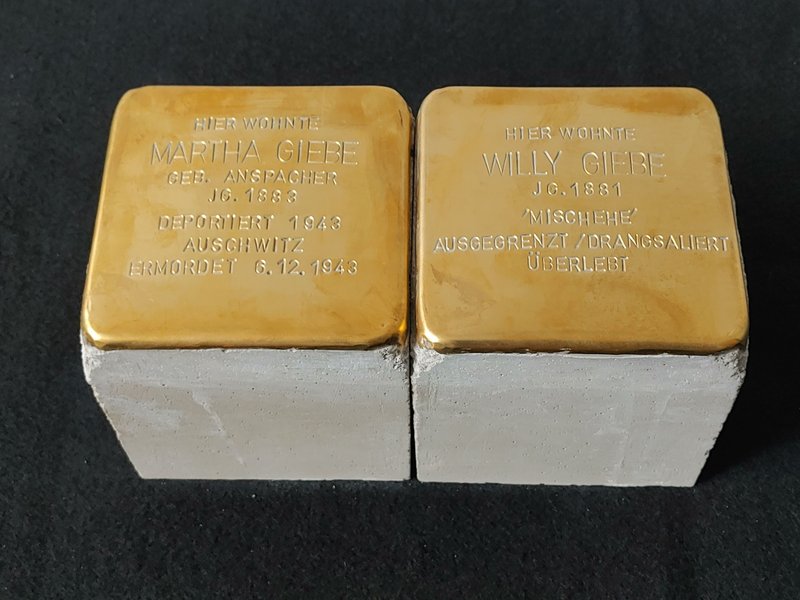 HIER WOHNTE
MARTHA GIEBE
GEB. ANSPACHER
JG. 1883
DEPORTIERT 1943
AUSCHWITZ
ERMORDET 6.12.1943
HIER WOHNTE
WILLY GIEBE
JG. 1881
'MISCHEHE'
AUSGEGRENZT / DRANGSALIERT
ÜBERLEBT